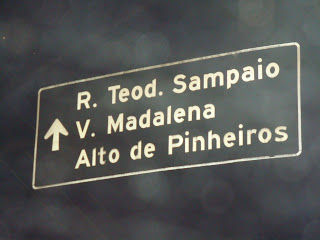 R. Teod. Sampaio
V. Madalena
Alto de Pinheiros